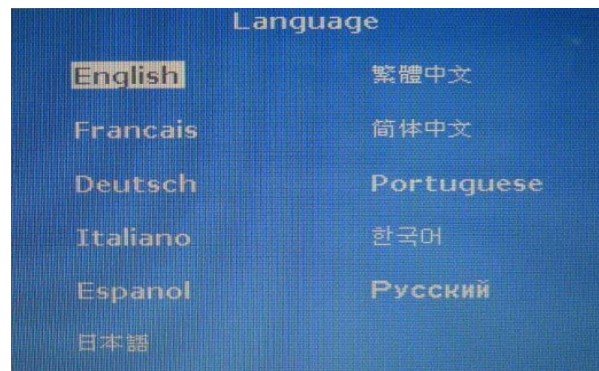 Language
English
繁體中文
Francais
简体中文
Deutsch
Portuguese
Italiano
한국어
Espanol
Русский
日本語